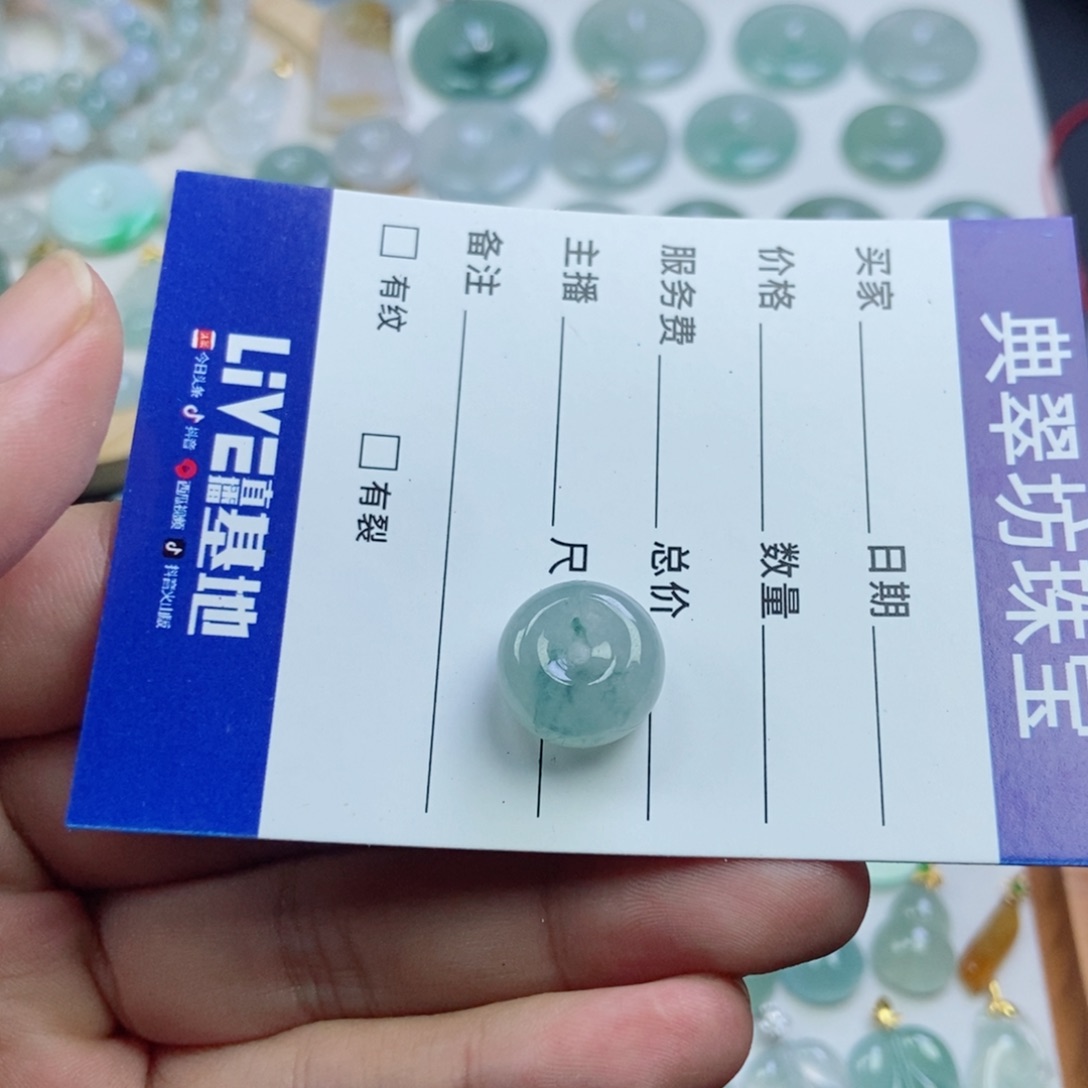 典翠坊珠宝
买家 日期
价格 数量
服务费 总价
主播 尺
备注
有纹 有裂
LiVE直播基地
今日头条 抖音 西瓜视频 抖音火山版